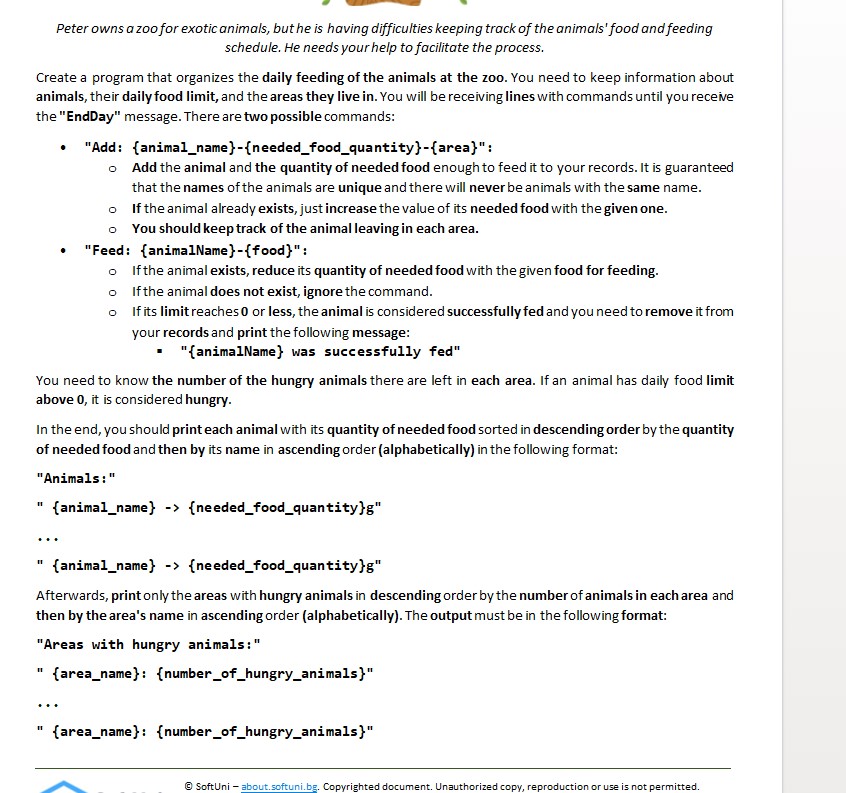 Peter owns a zoo for exotic animals, but he is having difficulties keeping track of the animals' food and feeding
schedule. He needs your help to facilitate the process.
Create a program that organizes the daily feeding of the animals at the zoo. You need to keep information about
animals, their daily food limit, and the areas they live in. You will be receiving lines with commands until you receive
the "EndDay" message. There are two possible commands:
• "Add: {animal_name}-{needed_food_quantity}-{area}":
o Add the animal and the quantity of needed food enough to feed it to your records. It is guaranteed
that the names of the animals are unique and there will never be animals with the same name.
o If the animal already exists, just increase the value of its needed food with the given one.
o You should keep track of the animal leaving in each area.
• "Feed: {animalName}-{food}":
o If the animal exists, reduce its quantity of needed food with the given food for feeding.
o If the animal does not exist, ignore the command.
o If its limit reaches 0 or less, the animal is considered successfully fed and you need to remove it from
your records and print the following message:
▪ "{animalName} was successfully fed"
You need to know the number of the hungry animals there are left in each area. If an animal has daily food limit
above 0, it is considered hungry.
In the end, you should print each animal with its quantity of needed food sorted in descending order by the quantity
of needed food and then by its name in ascending order (alphabetically) in the following format:
"Animals:"
" {animal_name} -> {needed_food_quantity}g"
...
" {animal_name} -> {needed_food_quantity}g"
Afterwards, print only the areas with hungry animals in descending order by the number of animals in each area and
then by the area's name in ascending order (alphabetically). The output must be in the following format:
"Areas with hungry animals:"
" {area_name}: {number_of_hungry_animals}"
...
" {area_name}: {number_of_hungry_animals}"
© SoftUni – about.softuni.bg. Copyrighted document. Unauthorized copy, reproduction or use is not permitted.